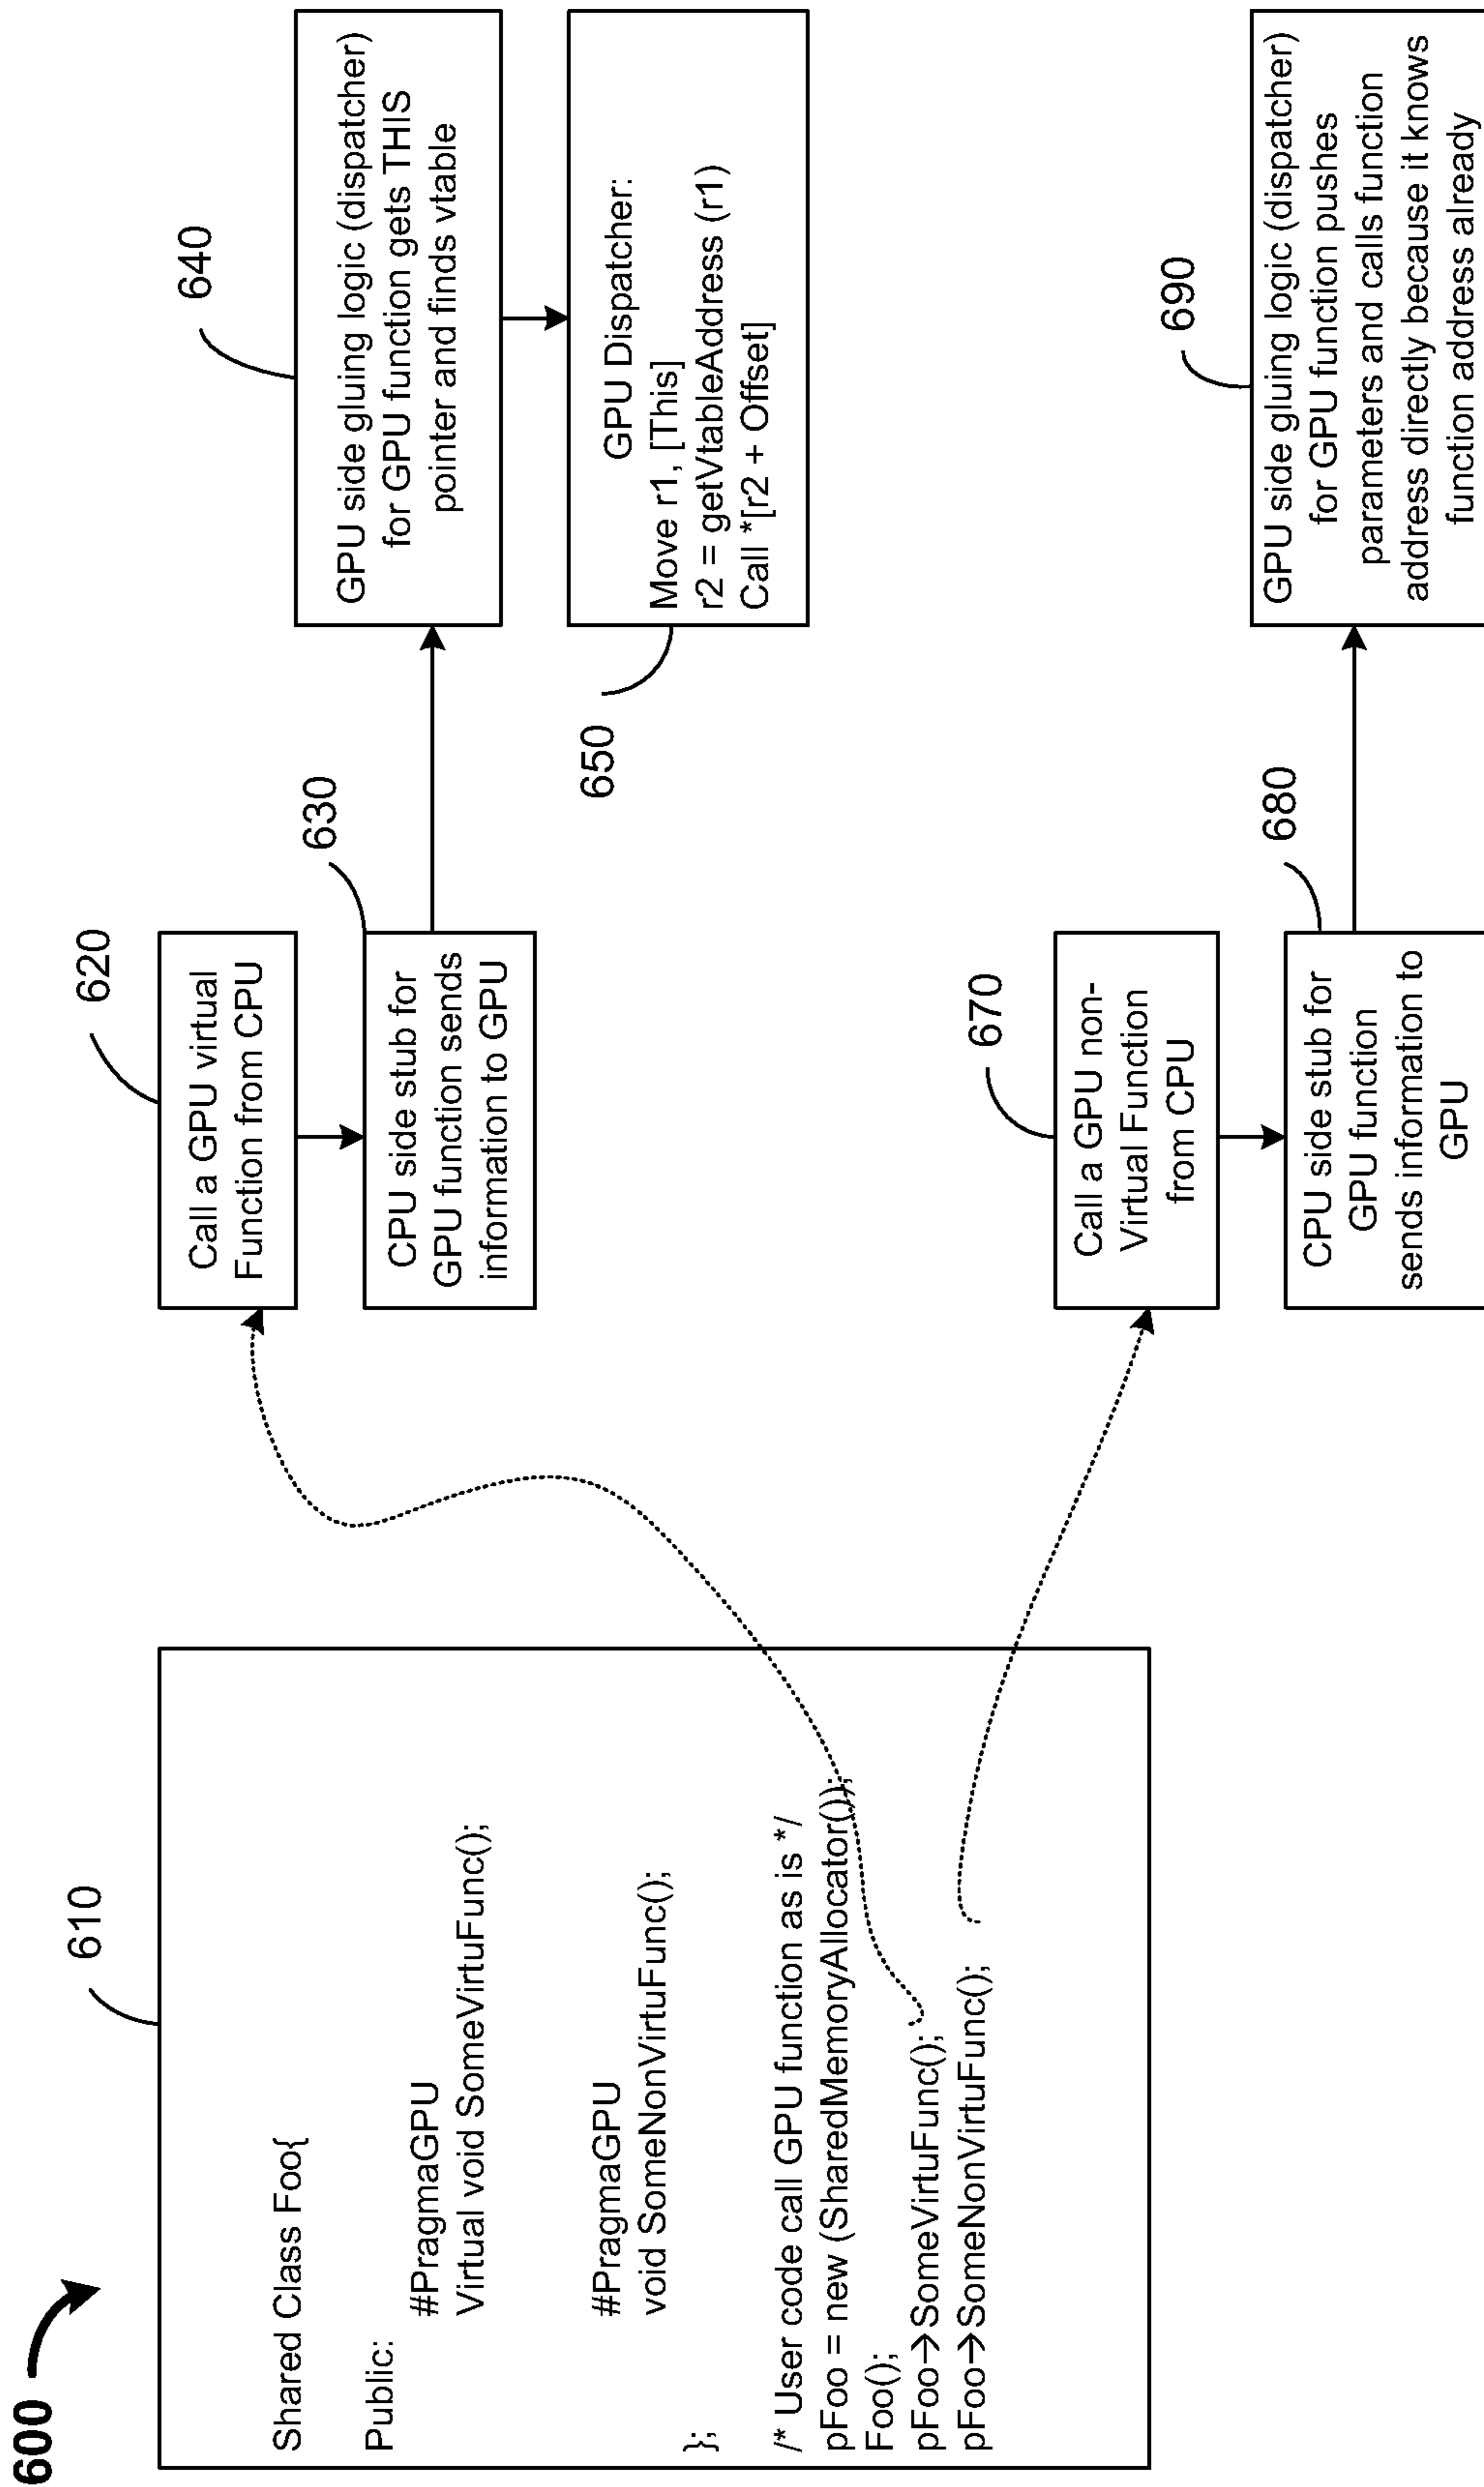 600
610
Shared Class Foo{
Public:
#PragmaGPU
Virtual void SomeVirtuFunc();
#PragmaGPU
void SomeNonVirtuFunc();
};
/* User code call GPU function as is */
pFoo = new (SharedMemoryAllocator());
Foo();
pFoo→SomeVirtuFunc();
pFoo→SomeNonVirtuFunc();
620
Call a GPU virtual
Function from CPU
630
CPU side stub for
GPU function sends
information to GPU
640
GPU side gluing logic (dispatcher)
for GPU function gets THIS
pointer and finds vtable
650
GPU Dispatcher:
Move r1, [This]
r2 = getVtableAddress (r1)
Call *[r2 + Offset]
670
Call a GPU non-
Virtual Function
from CPU
680
CPU side stub for
GPU function
sends information to
GPU
690
GPU side gluing logic (dispatcher)
for GPU function pushes
parameters and calls function
address directly because it knows
function address already